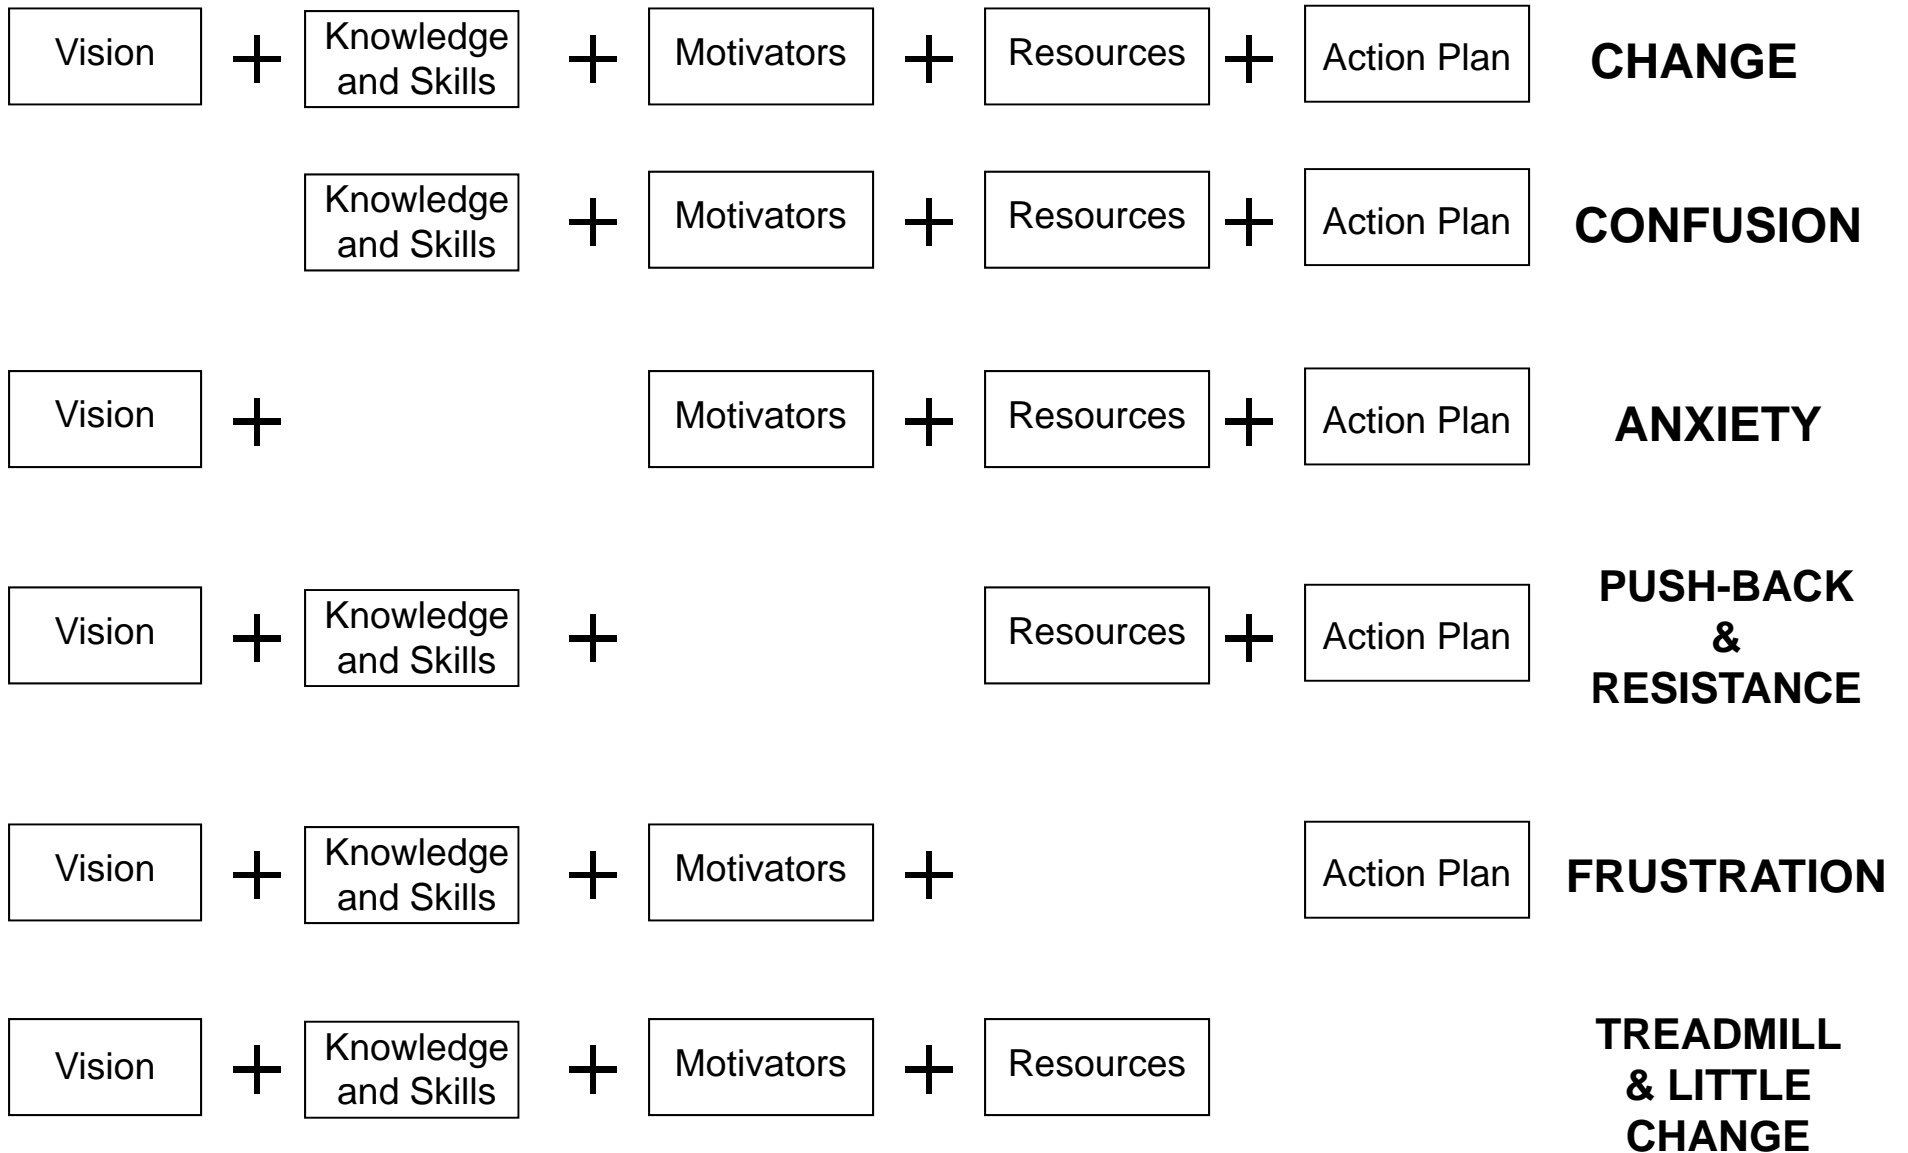 Vision + Knowledge and Skills + Motivators + Resources + Action Plan CHANGE
Knowledge and Skills + Motivators + Resources + Action Plan CONFUSION
Vision + Motivators + Resources + Action Plan ANXIETY
Vision + Knowledge and Skills + Resources + Action Plan PUSH-BACK & RESISTANCE
Vision + Knowledge and Skills + Motivators + Action Plan FRUSTRATION
Vision + Knowledge and Skills + Motivators + Resources TREADMILL & LITTLE CHANGE